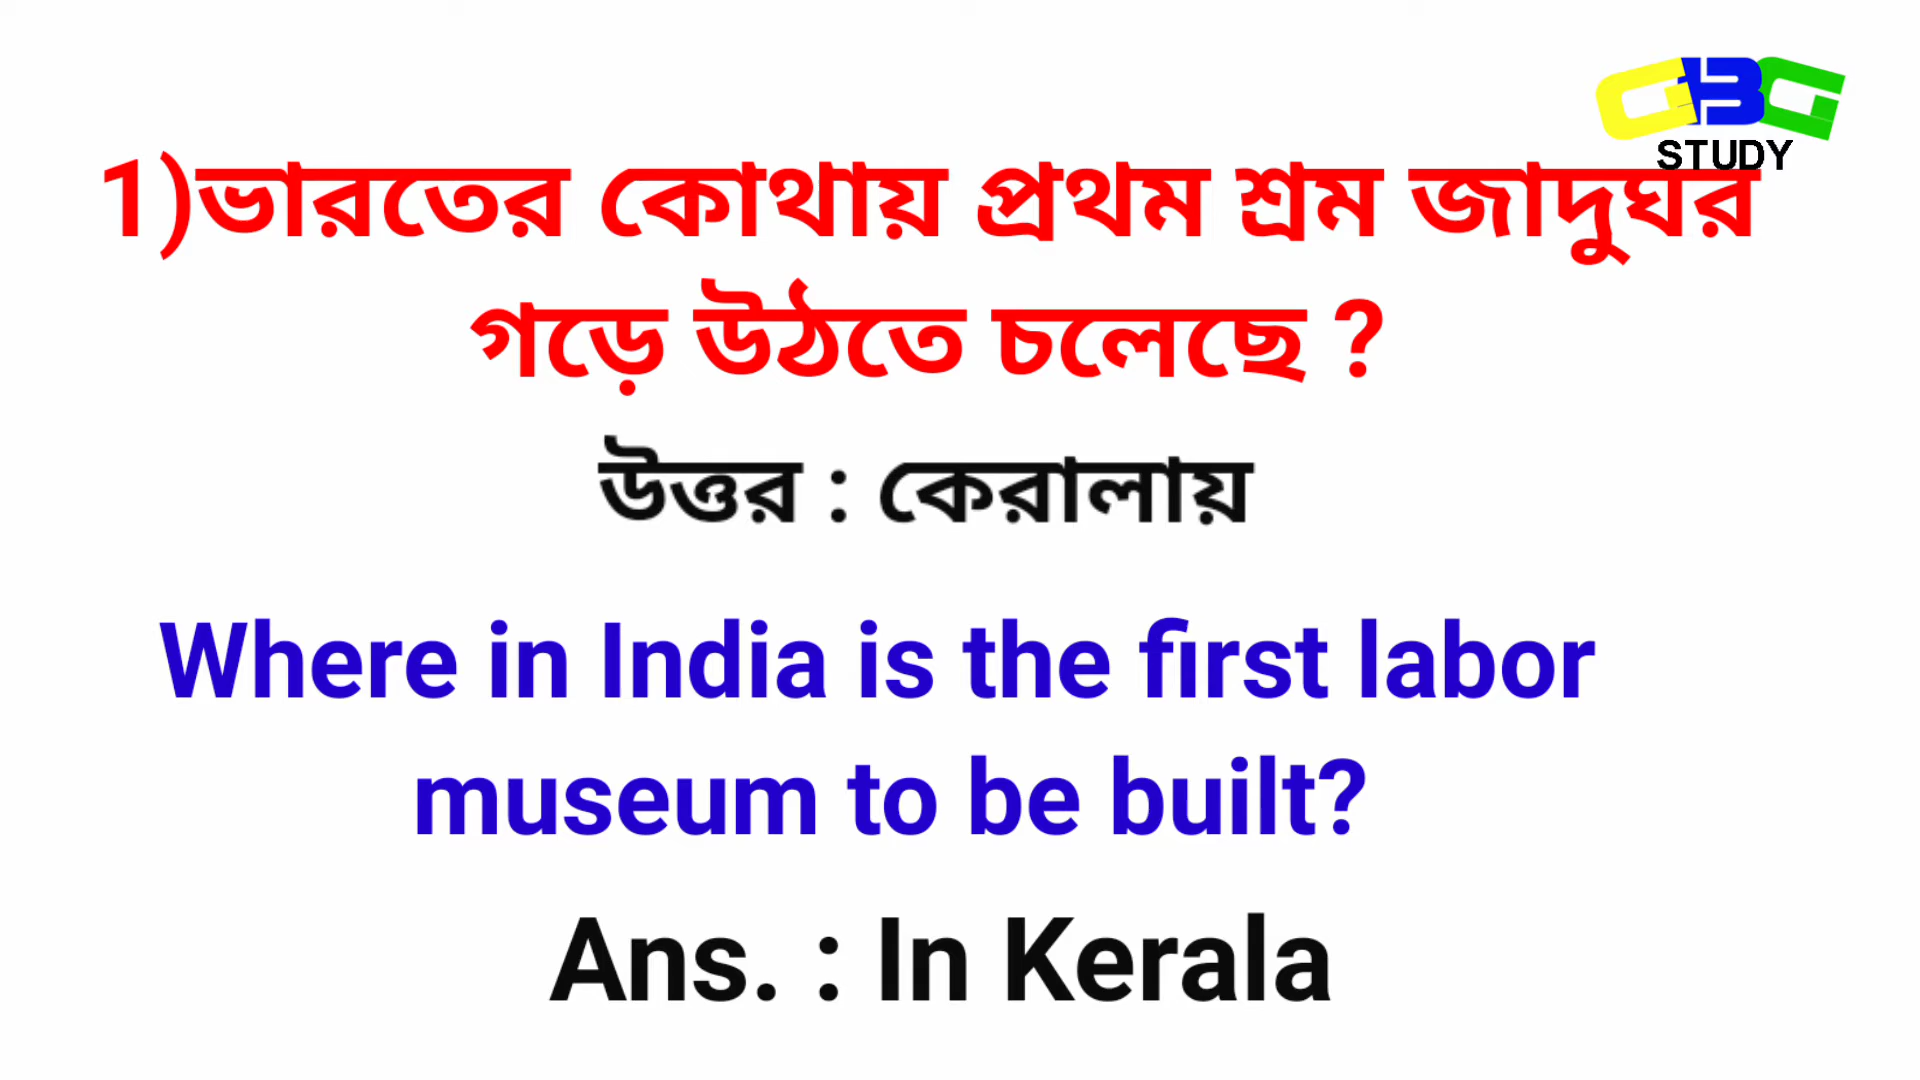 GBG
STUDY
1)ভারতের কোথায় প্রথম শ্রম জাদুঘর
গড়ে উঠতে চলেছে ?
উত্তর : কেরালায়
Where in India is the first labor
museum to be built?
Ans. : In Kerala